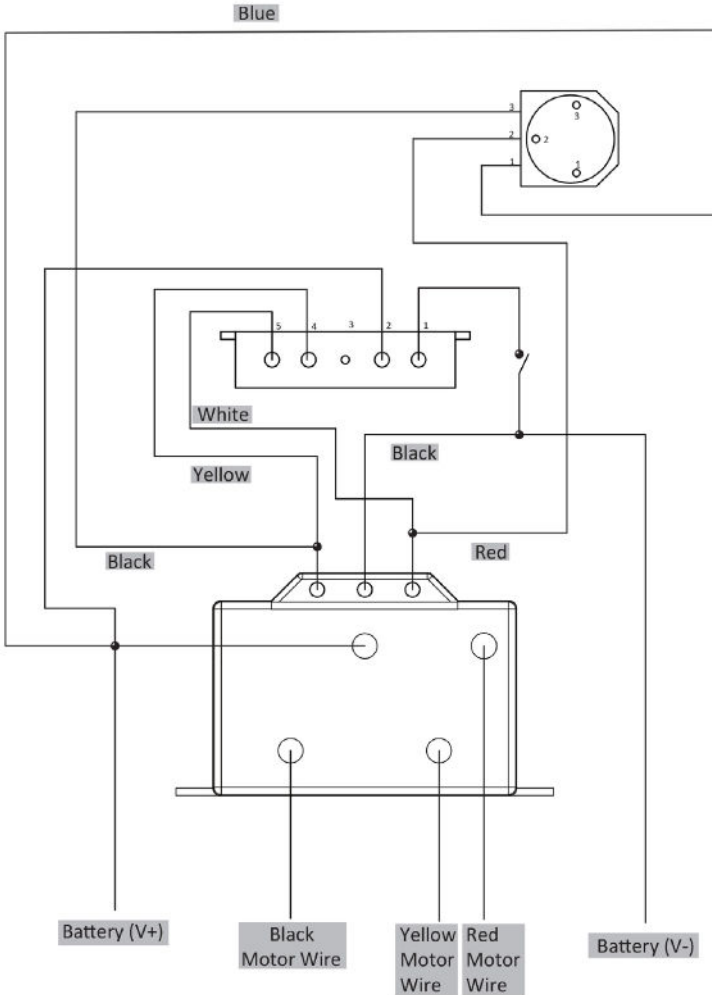 Blue
3
2
1
3
2
1
5 4 3 2 1
White
Yellow
Black
Black
Red
Battery (V+)
Black
Motor Wire
Yellow
Motor
Wire
Red
Motor
Wire
Battery (V-)